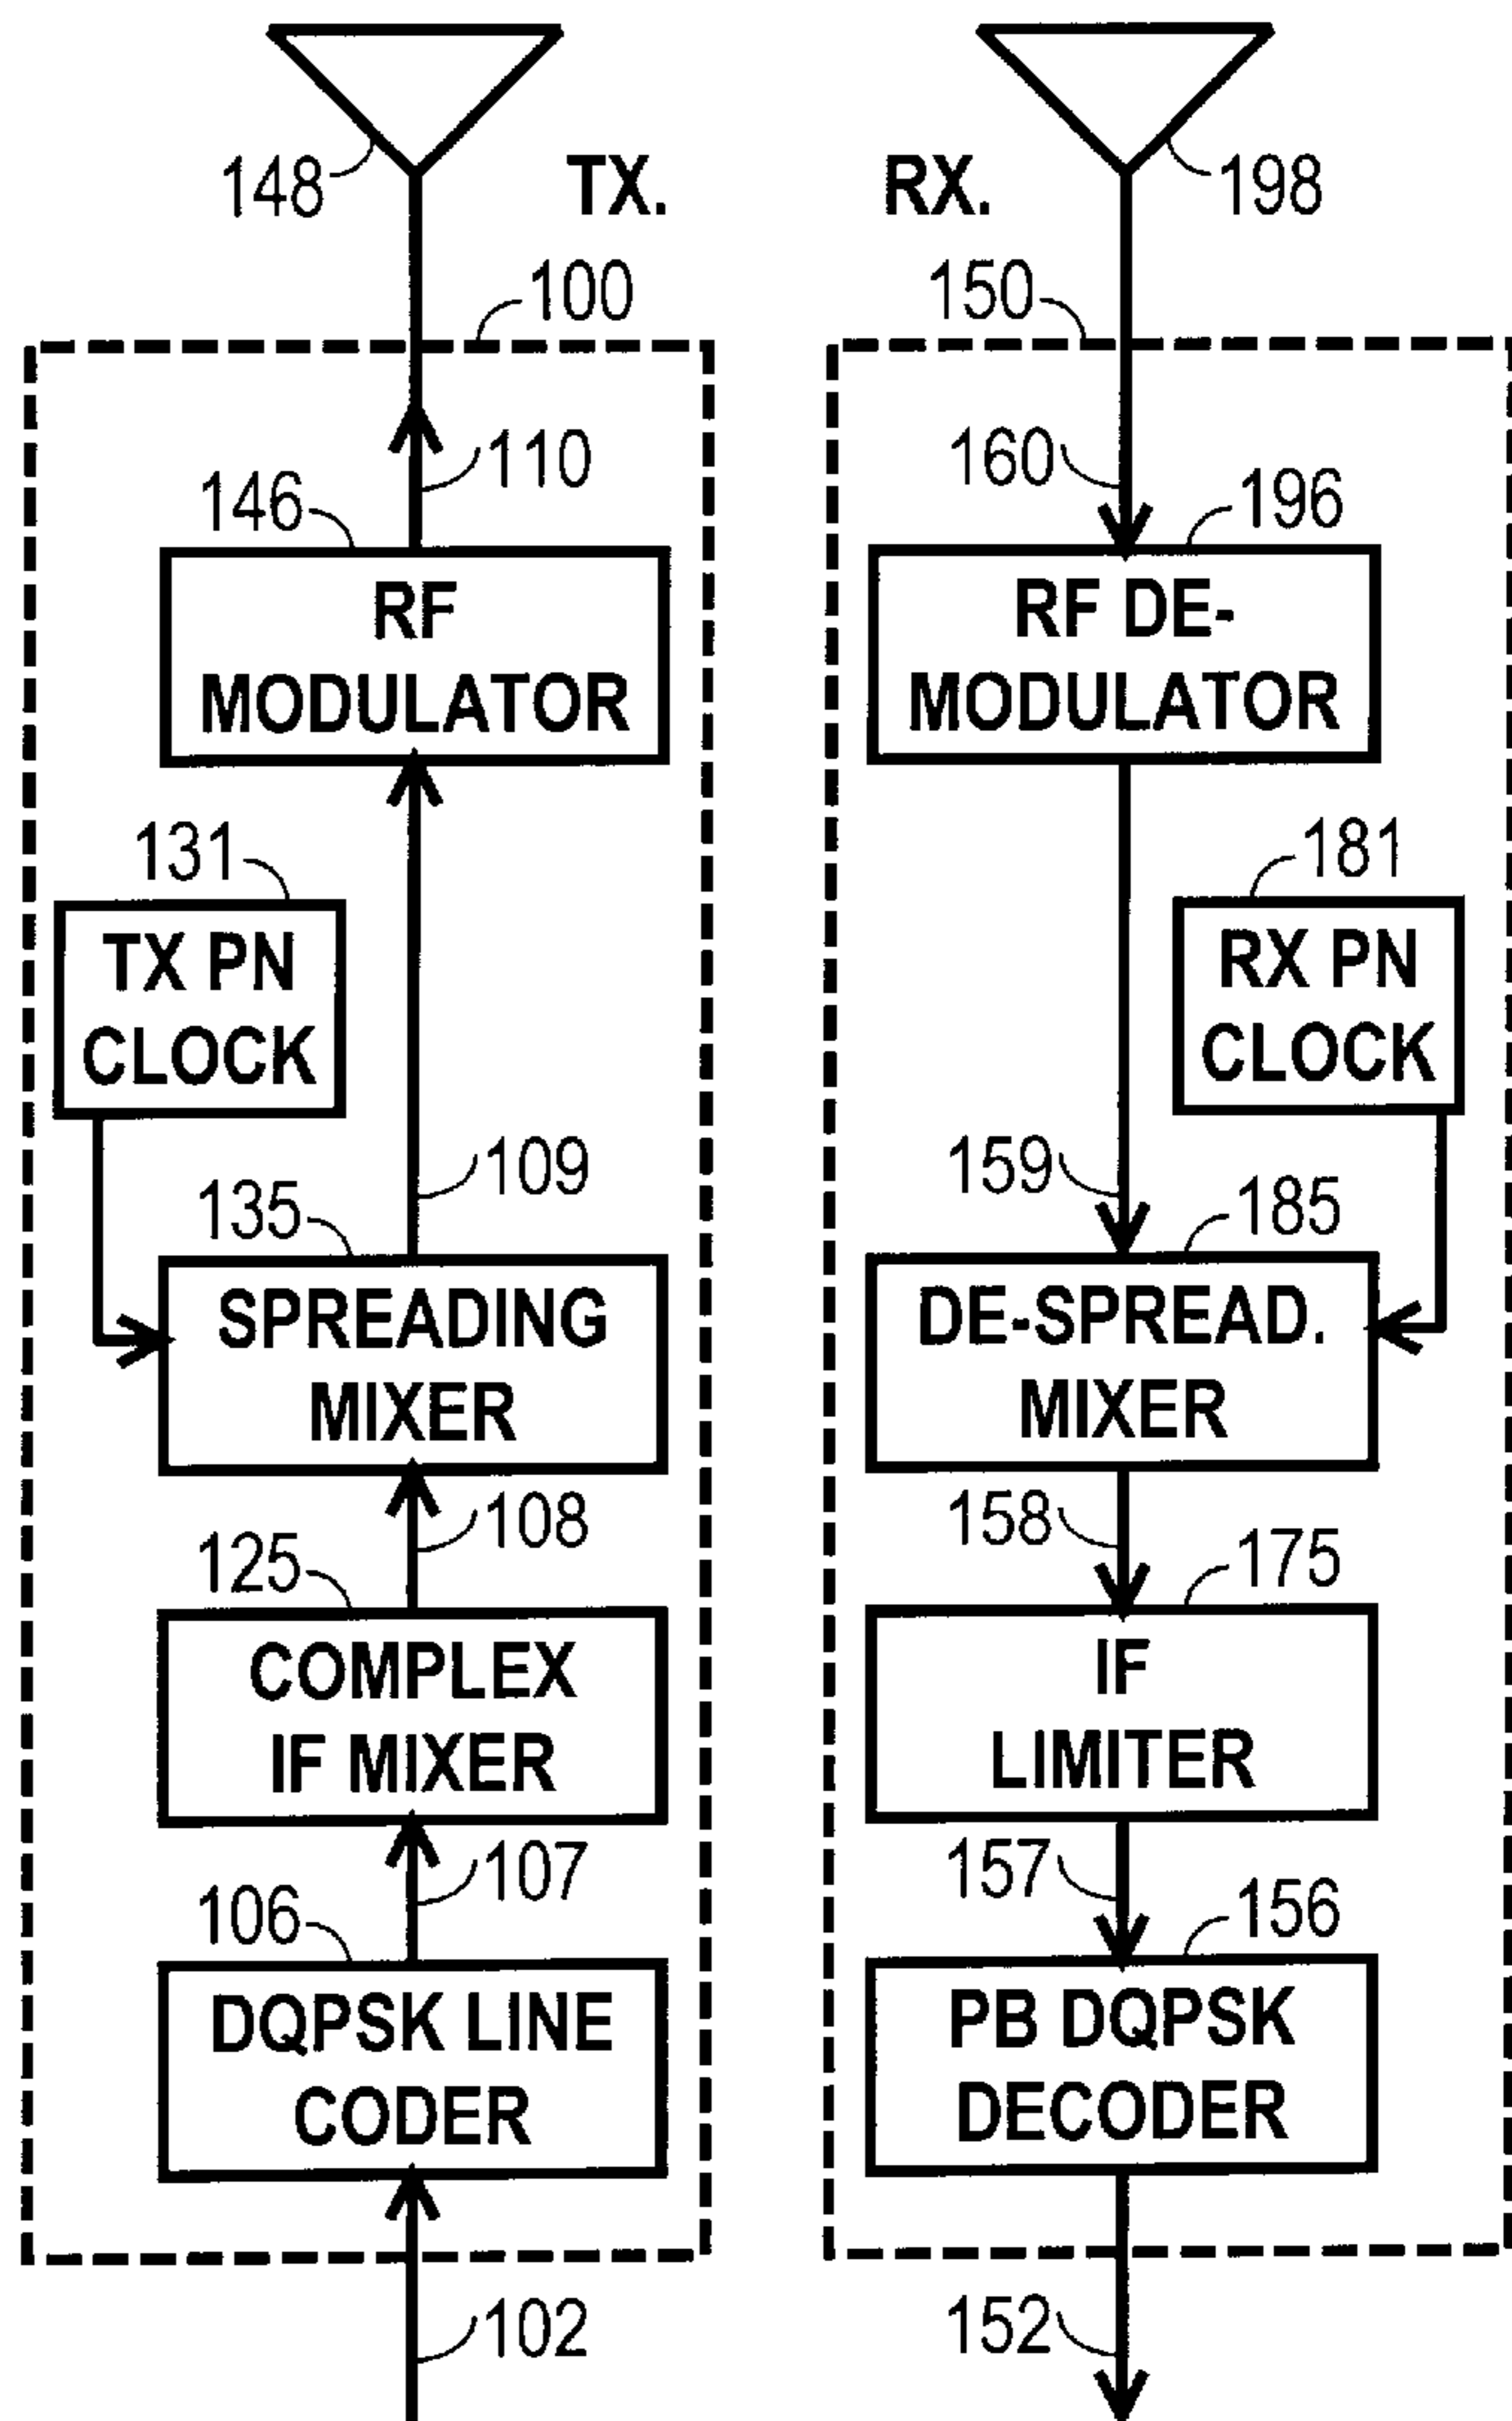 148
TX.
100
110
146
RF
MODULATOR
131
TX PN
CLOCK
109
135
SPREADING
MIXER
108
125
COMPLEX
IF MIXER
107
106
DQPSK LINE
CODER
102
RX.
198
150
160
196
RF DE-
MODULATOR
181
RX PN
CLOCK
159
185
DE-SPREAD.
MIXER
158
175
IF
LIMITER
157
156
PB DQPSK
DECODER
152